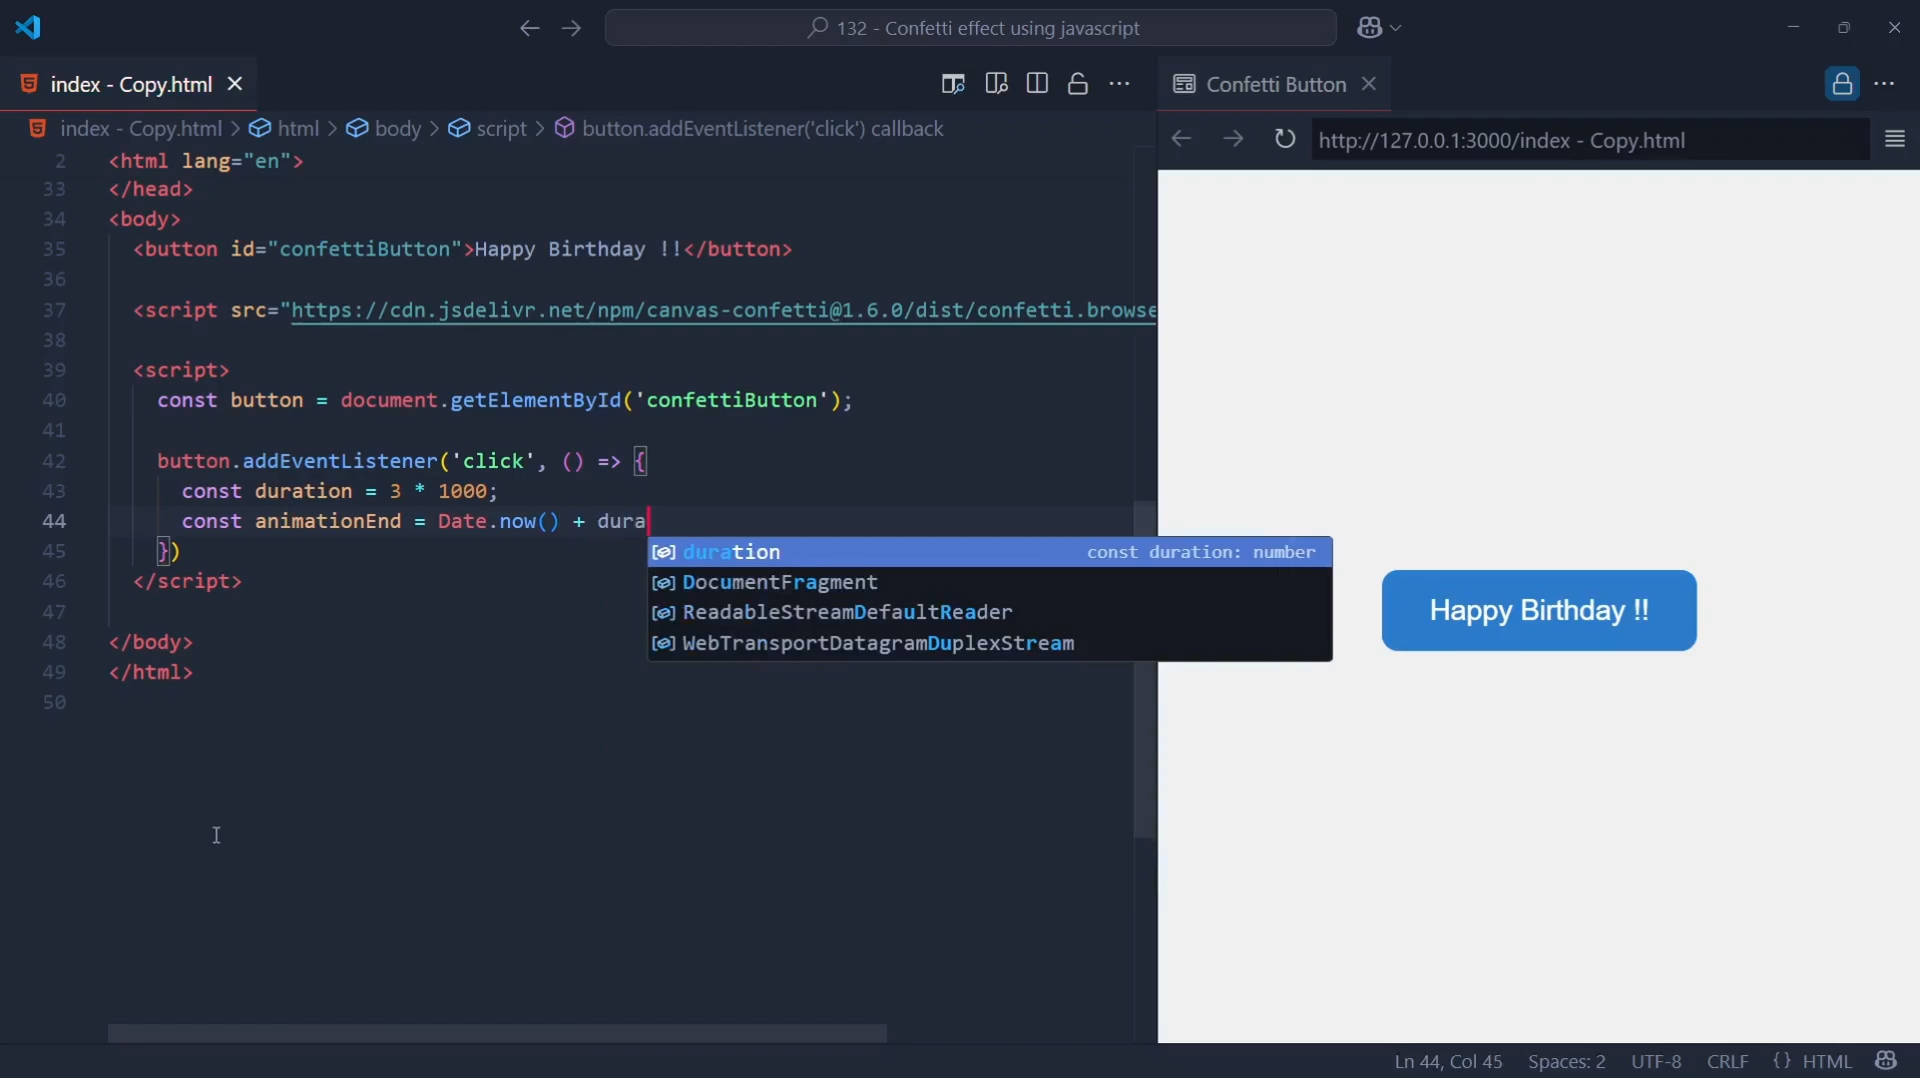 132 - Confetti effect using javascript
index - Copy.html
Confetti Button
index - Copy.html > html > body > script > button.addEventListener('click') callback
http://127.0.0.1:3000/index - Copy.html
2 <html lang="en">
33 </head>
34 <body>
35 <button id="confettiButton">Happy Birthday !!</button>
36
37 <script src="https://cdn.jsdelivr.net/npm/canvas-confetti@1.6.0/dist/confetti.browse
38
39 <script>
40 const button = document.getElementById('confettiButton');
41
42 button.addEventListener('click', () => {
43 const duration = 3 * 1000;
44 const animationEnd = Date.now() + dura
45 })
46 </script>
47
48 </body>
49 </html>
50
duration const duration: number
DocumentFragment
ReadableStreamDefaultReader
WebTransportDatagramDuplexStream
Happy Birthday !!
Ln 44, Col 45 Spaces: 2 UTF-8 CRLF {} HTML